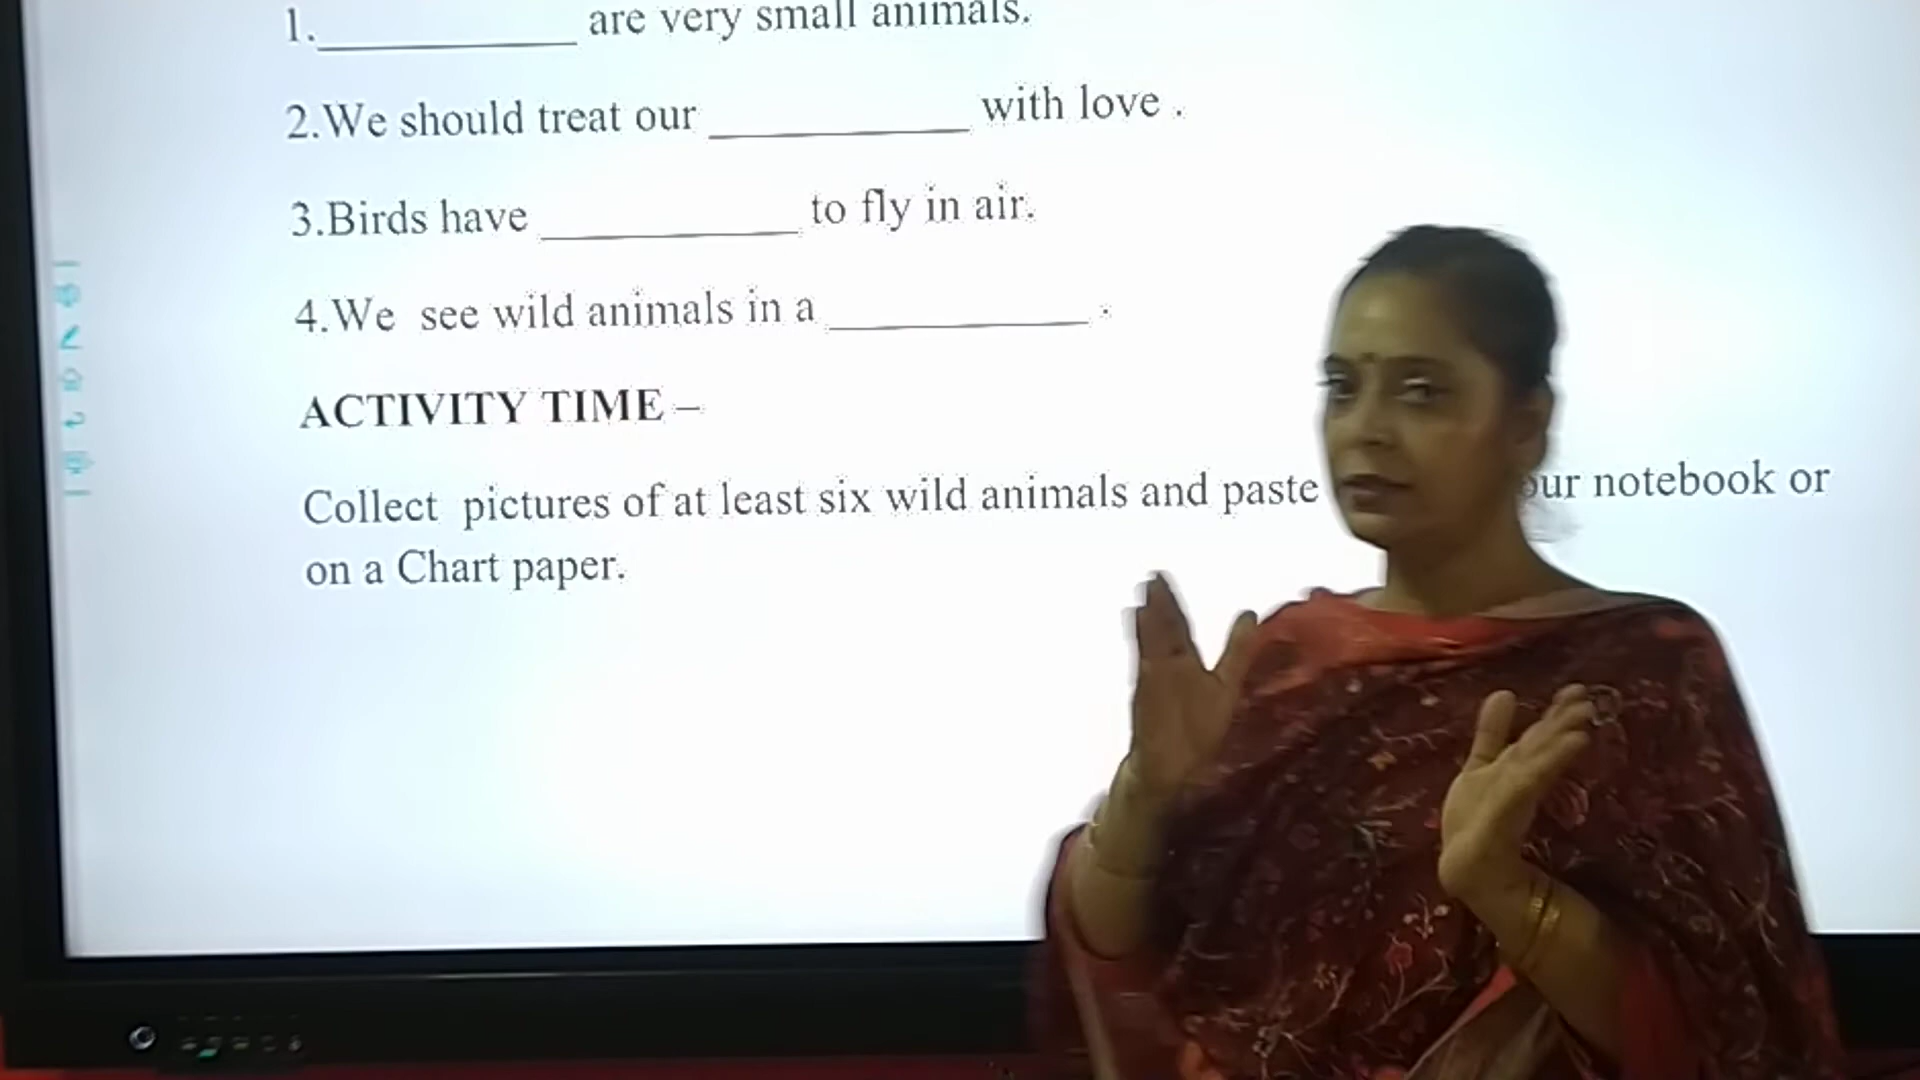 1.__________ are very small animals.
2.We should treat our __________ with love .
3.Birds have __________ to fly in air.
4.We see wild animals in a __________ .
ACTIVITY TIME –
Collect pictures of at least six wild animals and paste our notebook or
on a Chart paper.